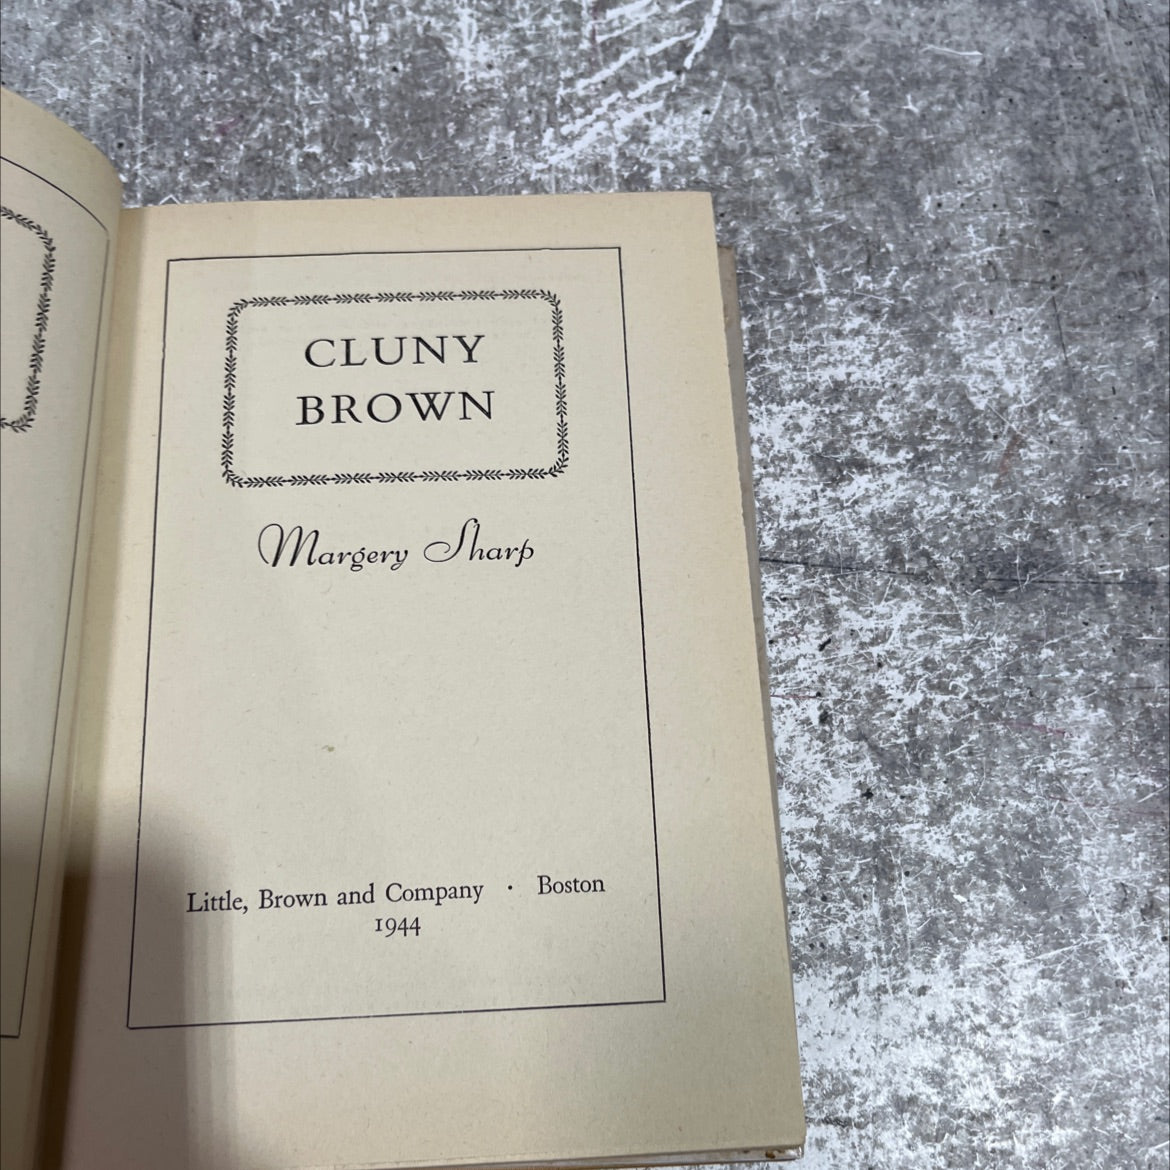 CLUNY
BROWN
Margery Sharp
Little, Brown and Company · Boston
1944